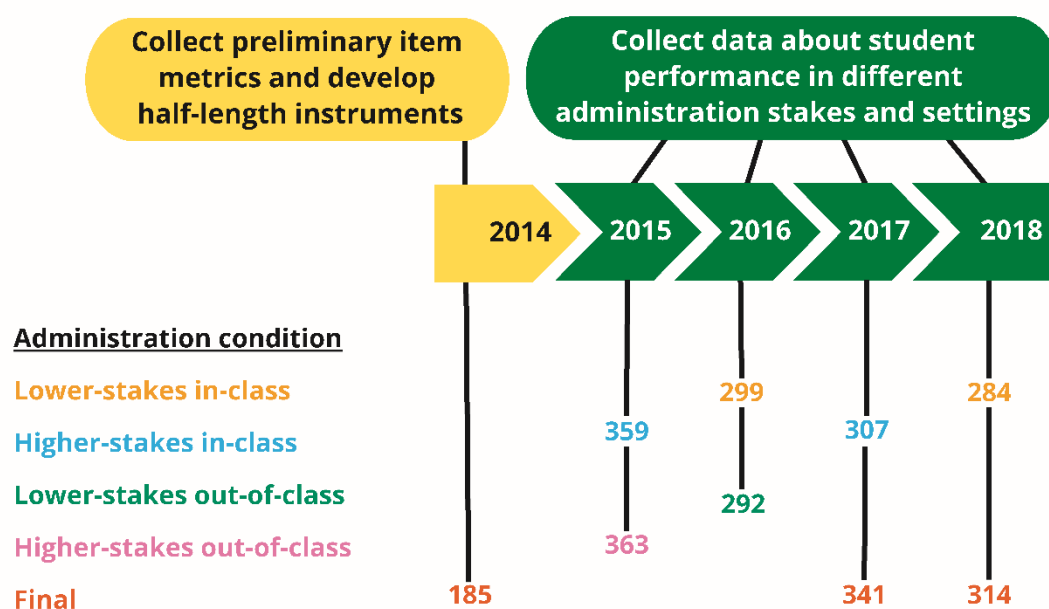 Collect preliminary item
metrics and develop
half-length instruments
Collect data about student
performance in different
administration stakes and settings
2014 2015 2016 2017 2018
Administration condition
Lower-stakes in-class 299 284
Higher-stakes in-class 359 307
Lower-stakes out-of-class 292
Higher-stakes out-of-class 363
Final 185 341 314